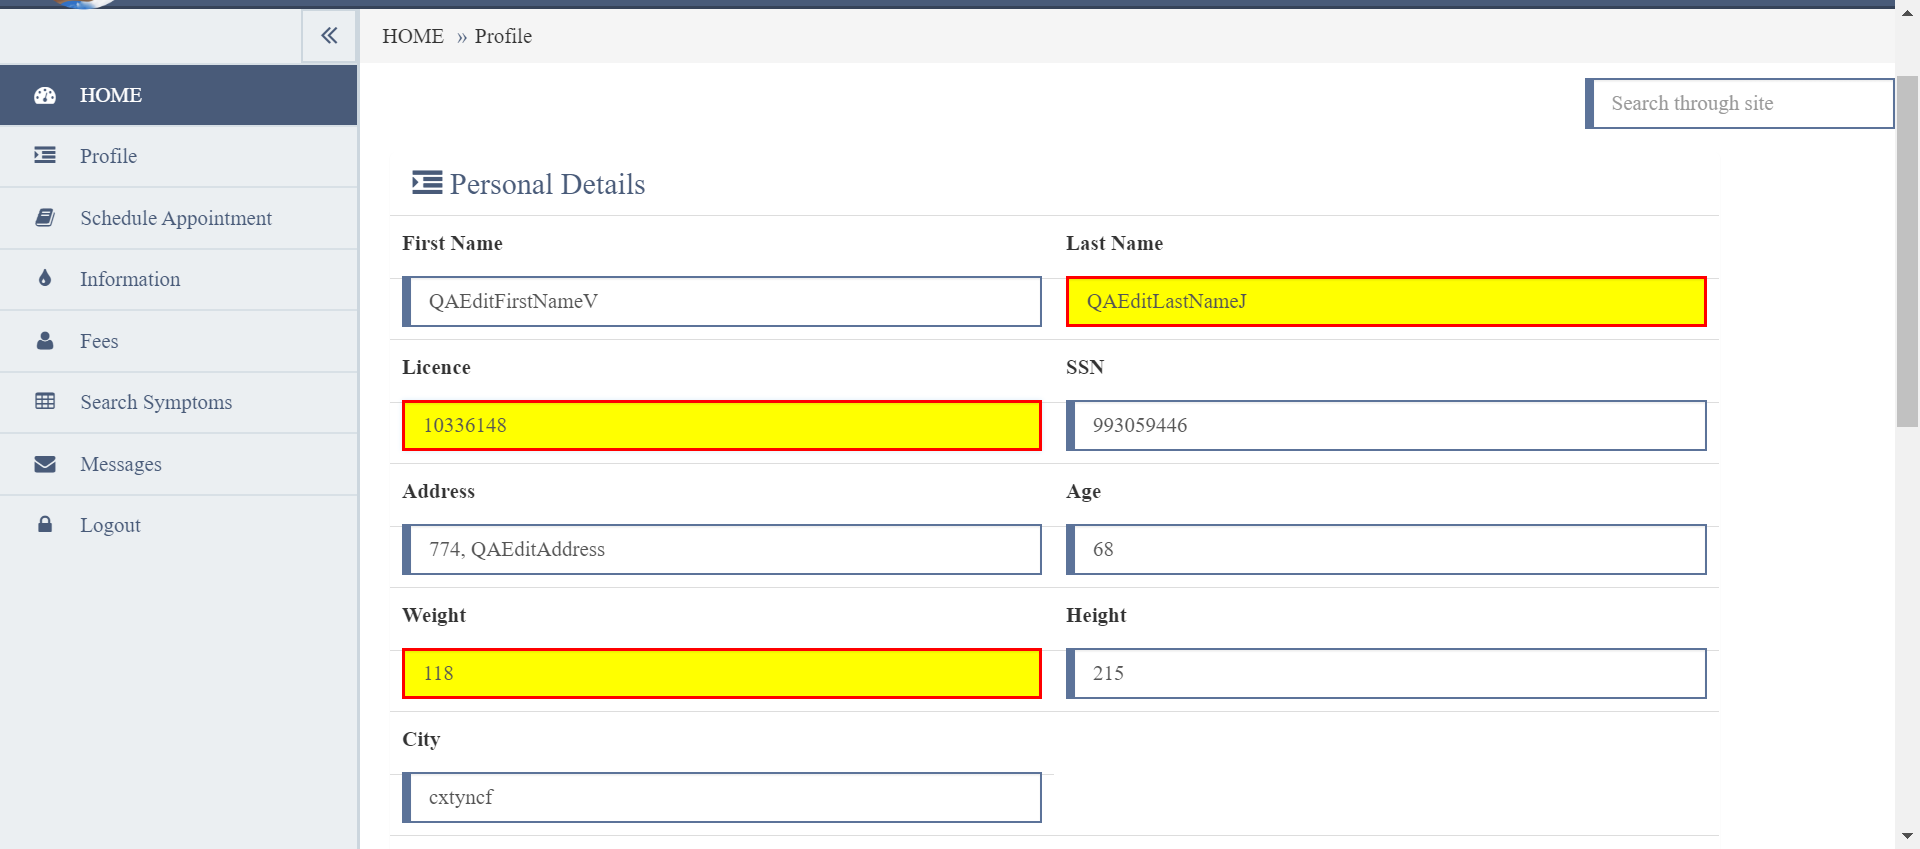 HOME » Profile
HOME
Search through site
Profile
Personal Details
Schedule Appointment
First Name
Last Name
Information
QAEditFirstNameV
QAEditLastNameJ
Fees
Licence
SSN
Search Symptoms
10336148
993059446
Messages
Address
Age
Logout
774, QAEditAddress
68
Weight
Height
118
215
City
cxtyncf